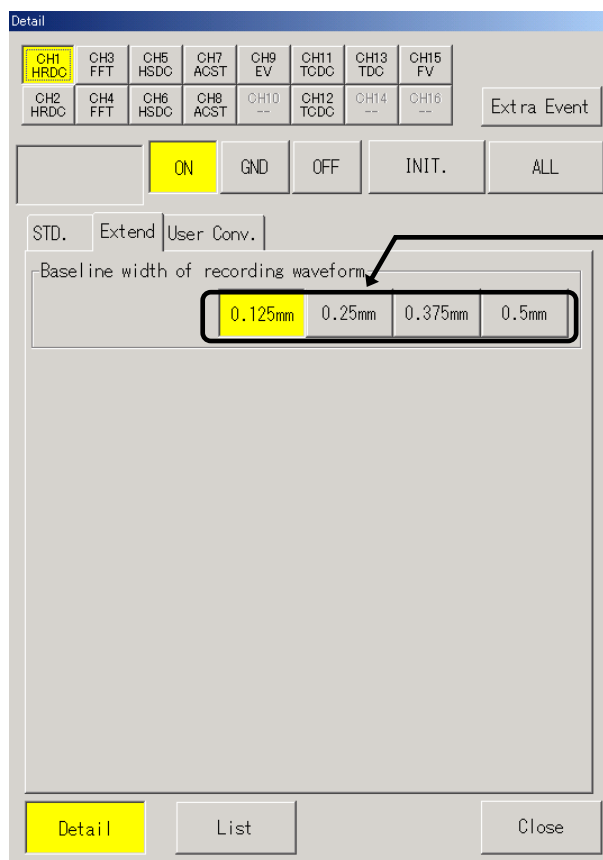 Detail
CH1 CH3 CH5 CH7 CH9 CH11 CH13 CH15
HRDC FFT HSDC ACST EV TCDC TDC FV
CH2 CH4 CH6 CH8 CH10 CH12 CH14 CH16
HRDC FFT HSDC ACST -- TCDC -- --
Extra Event
ON GND OFF INIT. ALL
STD. Extend User Conv.
Baseline width of recording waveform
0.125mm 0.25mm 0.375mm 0.5mm
Detail List Close